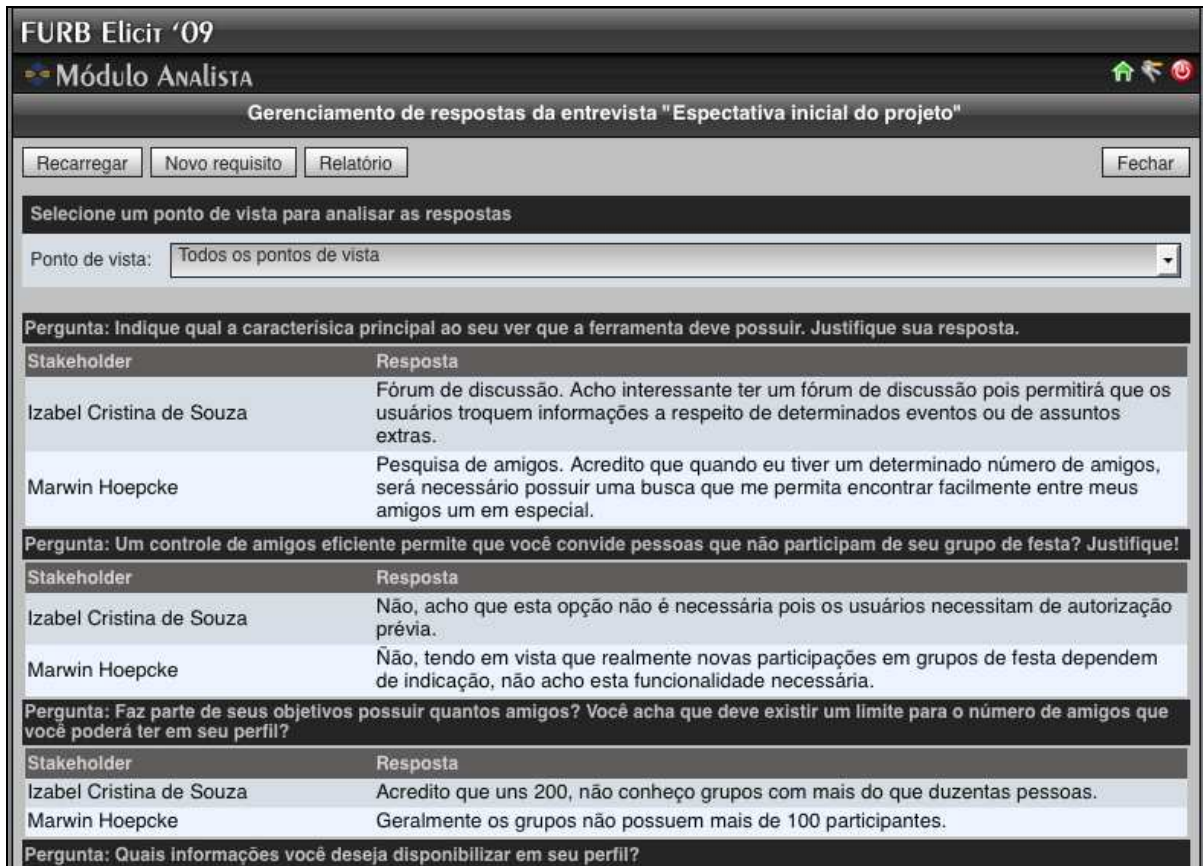 FURB Elicit ‘09
Módulo Analista
Gerenciamento de respostas da entrevista "Espectativa inicial do projeto"
Recarregar Novo requisito Relatório Fechar
Selecione um ponto de vista para analisar as respostas
Ponto de vista: Todos os pontos de vista
Pergunta: Indique qual a caracterísica principal ao seu ver que a ferramenta deve possuir. Justifique sua resposta.
Stakeholder Resposta
Izabel Cristina de Souza
Fórum de discussão. Acho interessante ter um fórum de discussão pois permitirá que os
usuários troquem informações a respeito de determinados eventos ou de assuntos
extras.
Marwin Hoepcke
Pesquisa de amigos. Acredito que quando eu tiver um determinado número de amigos,
será necessário possuir uma busca que me permita encontrar facilmente entre meus
amigos um em especial.
Pergunta: Um controle de amigos eficiente permite que você convide pessoas que não participam de seu grupo de festa? Justifique!
Stakeholder Resposta
Izabel Cristina de Souza
Não, acho que esta opção não é necessária pois os usuários necessitam de autorização
prévia.
Marwin Hoepcke
Ñão, tendo em vista que realmente novas participações em grupos de festa dependem
de indicação, não acho esta funcionalidade necessária.
Pergunta: Faz parte de seus objetivos possuir quantos amigos? Você acha que deve existir um limite para o número de amigos que
você poderá ter em seu perfil?
Stakeholder Resposta
Izabel Cristina de Souza Acredito que uns 200, não conheço grupos com mais do que duzentas pessoas.
Marwin Hoepcke Geralmente os grupos não possuem mais de 100 participantes.
Pergunta: Quais informações você deseja disponibilizar em seu perfil?